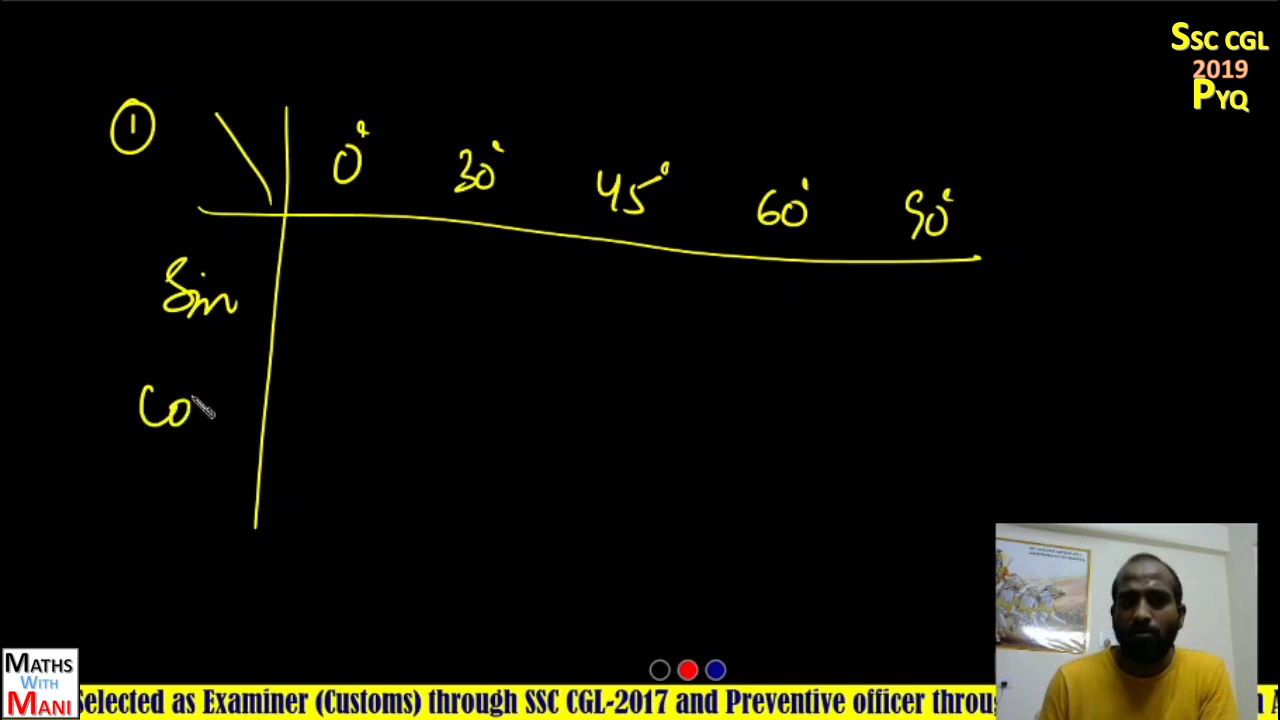 SSC CGL
2019
PYQ
1
0° 30° 45° 60° 90°
Sin
Co
MATHS
WITH
MANI
Selected as Examiner (Customs) through SSC CGL-2017 and Preventive officer throu